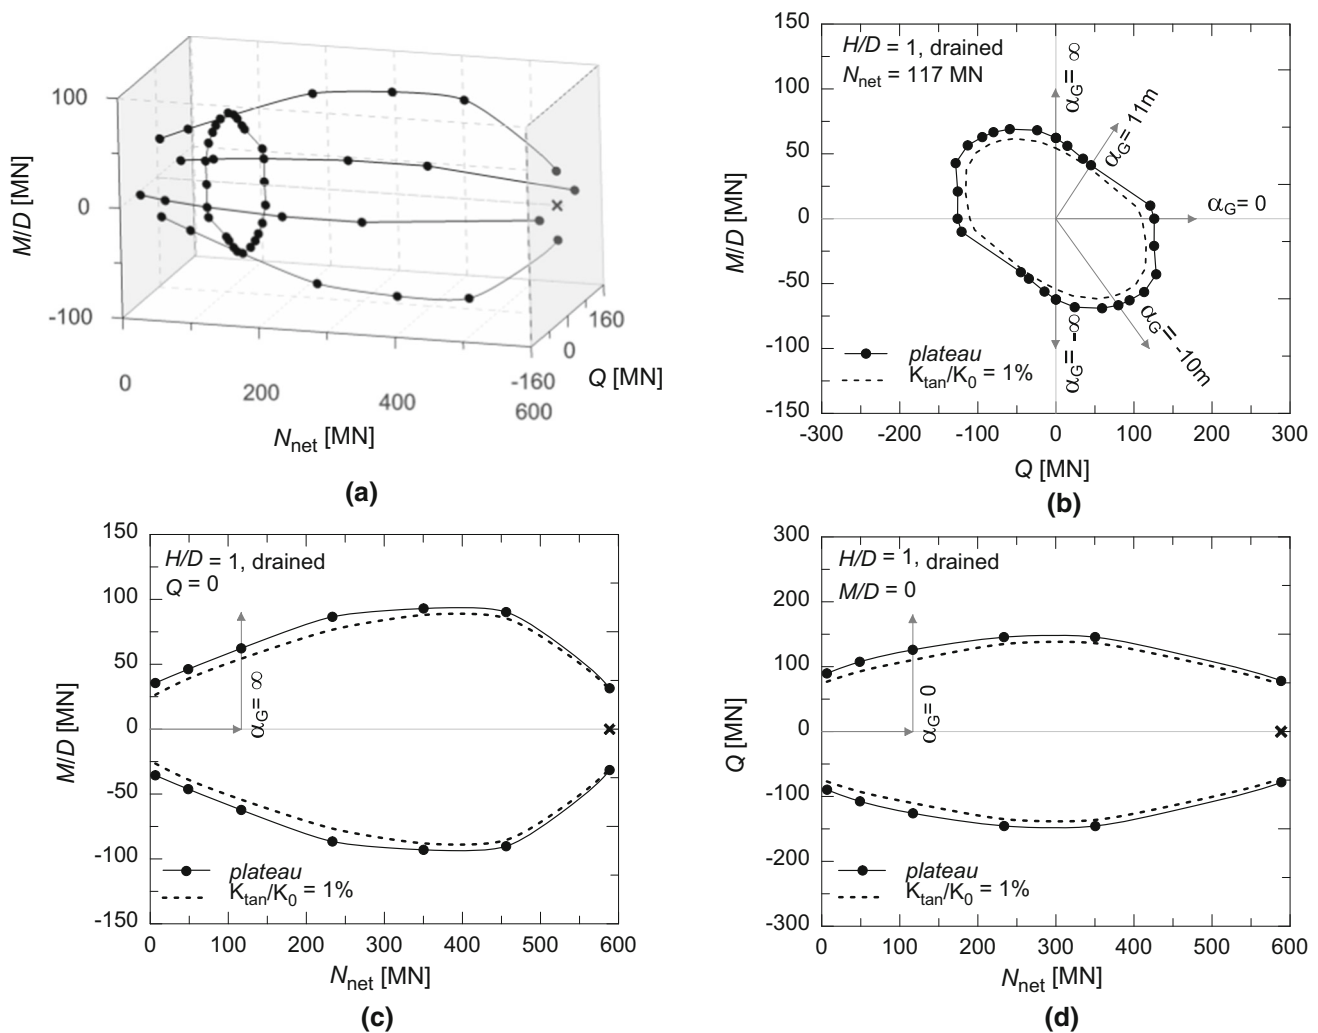 100
0
-100
M/D [MN]
0
200
400
600
N_net [MN]
-160
0
160
Q [MN]
(a)
150
100
50
0
-50
-100
-150
M/D [MN]
H/D = 1, drained
N_net = 117 MN
α_G = ∞
α_G = 11m
α_G = 0
α_G = -10m
α_G = -∞
plateau
K_tan/K_0 = 1%
-300 -200 -100 0 100 200 300
Q [MN]
(b)
150
100
50
0
-50
-100
-150
M/D [MN]
H/D = 1, drained
Q = 0
α_G = ∞
plateau
K_tan/K_0 = 1%
0 100 200 300 400 500 600
N_net [MN]
(c)
300
200
100
0
-100
-200
-300
Q [MN]
H/D = 1, drained
M/D = 0
α_G = 0
plateau
K_tan/K_0 = 1%
0 100 200 300 400 500 600
N_net [MN]
(d)